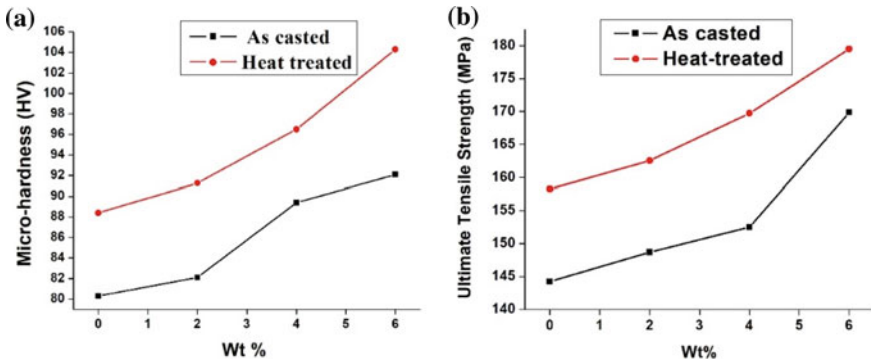 (a)
As casted
Heat treated
Micro-hardness (HV)
106
104
102
100
98
96
94
92
90
88
86
84
82
80
0 1 2 3 4 5 6
Wt %
(b)
As casted
Heat-treated
Ultimate Tensile Strength (MPa)
180
175
170
165
160
155
150
145
140
0 1 2 3 4 5 6
Wt%